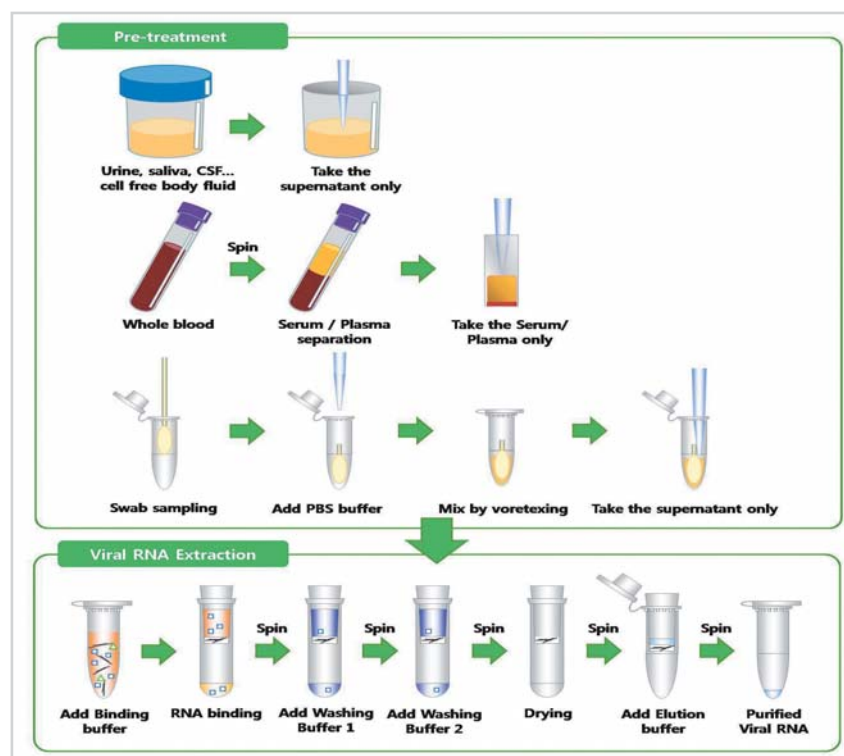 Pre-treatment
Urine, saliva, CSF...
cell free body fluid
Take the
supernatant only
Spin
Whole blood
Serum / Plasma
separation
Take the Serum/
Plasma only
Swab sampling
Add PBS buffer
Mix by voretexing
Take the supernatant only
Viral RNA Extraction
Spin
Spin
Spin
Spin
Spin
Add Binding
buffer
RNA binding
Add Washing
Buffer 1
Add Washing
Buffer 2
Drying
Add Elution
buffer
Purified
Viral RNA